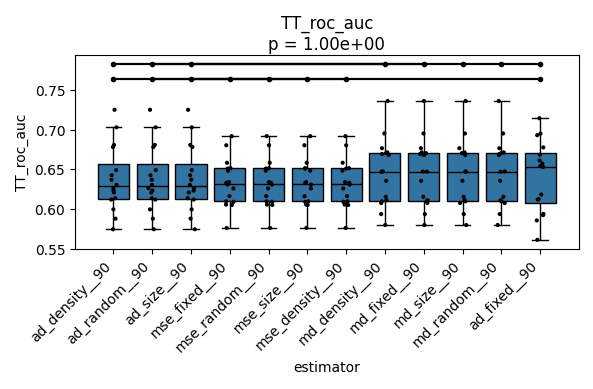 TT_roc_auc
p = 1.00e+00
TT_roc_auc
0.75
0.70
0.65
0.60
0.55
ad_density__90
ad_random__90
ad_size__90
mse_fixed__90
mse_random__90
mse_size__90
mse_density__90
md_density__90
md_fixed__90
md_size__90
md_random__90
ad_fixed__90
estimator